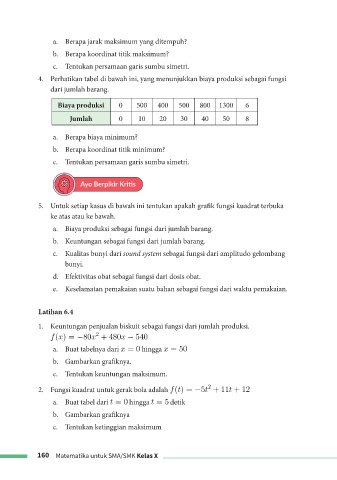 a. Berapa jarak maksimum yang ditempuh?
b. Berapa koordinat titik maksimum?
c. Tentukan persamaan garis sumbu simetri.
4. Perhatikan tabel di bawah ini, yang menunjukkan biaya produksi sebagai fungsi
dari jumlah barang.
Biaya produksi 0 500 400 500 800 1300 6
Jumlah 0 10 20 30 40 50 8
a. Berapa biaya minimum?
b. Berapa koordinat titik minimum?
c. Tentukan persamaan garis sumbu simetri.
Ayo Berpikir Kritis
5. Untuk setiap kasus di bawah ini tentukan apakah grafik fungsi kuadrat terbuka
ke atas atau ke bawah.
a. Biaya produksi sebagai fungsi dari jumlah barang.
b. Keuntungan sebagai fungsi dari jumlah barang.
c. Kualitas bunyi dari sound system sebagai fungsi dari amplitudo gelombang
bunyi.
d. Efektivitas obat sebagai fungsi dari dosis obat.
e. Keselamatan pemakaian suatu bahan sebagai fungsi dari waktu pemakaian.
Latihan 6.4
1. Keuntungan penjualan biskuit sebagai fungsi dari jumlah produksi.
f(x) = −80x² + 480x − 540
a. Buat tabelnya dari x = 0 hingga x = 50
b. Gambarkan grafiknya.
c. Tentukan keuntungan maksimum.
2. Fungsi kuadrat untuk gerak bola adalah f(t) = −5t² + 11t + 12
a. Buat tabel dari t = 0 hingga t = 5 detik
b. Gambarkan grafiknya
c. Tentukan ketinggian maksimum
160 Matematika untuk SMA/SMK Kelas X